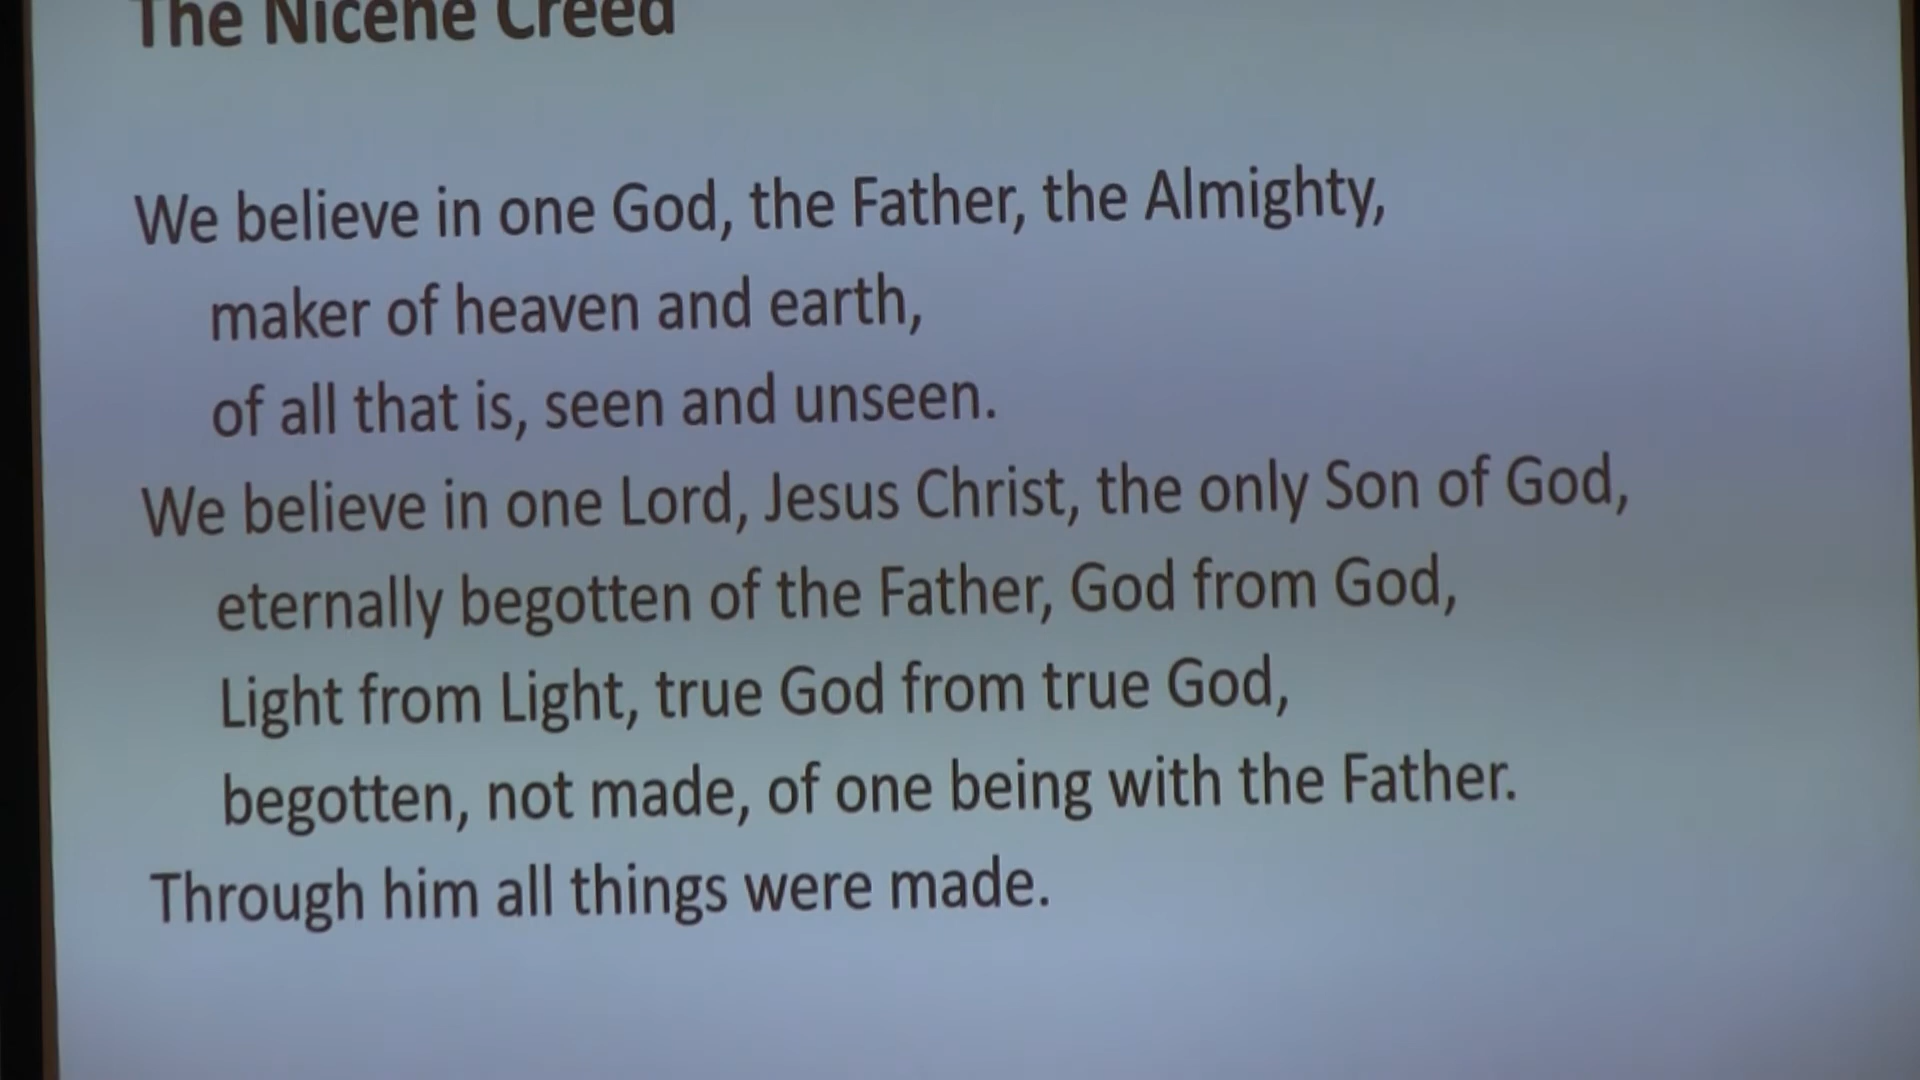 The Nicene Creed
We believe in one God, the Father, the Almighty,
maker of heaven and earth,
of all that is, seen and unseen.
We believe in one Lord, Jesus Christ, the only Son of God,
eternally begotten of the Father, God from God,
Light from Light, true God from true God,
begotten, not made, of one being with the Father.
Through him all things were made.